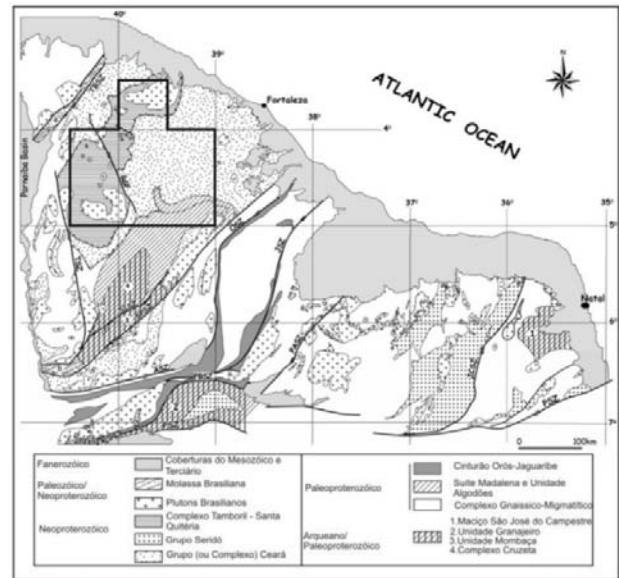 40°
39°
Fortaleza
ATLANTIC OCEAN
N
38°
4°
Parnaíba Basin
37°
36°
35°
5°
Natal
6°
7°
0 100km
Fanerozóico
Coberturas do Mesozóico e
Terciário
Paleozóico/
Neoproterozóico
Molassa Brasiliana
Plutons Brasilianos
Neoproterozóico
Complexo Tamboril - Santa
Quitéria
Grupo Seridó
Grupo (ou Complexo) Ceará
Paleoproterozóico
Cinturão Orós-Jaguaribe
Suíte Madalena e Unidade
Algodões
Complexo Gnaissico-Migmatítico
Arqueano/
Paleoproterozóico
1.Maciço São José do Campestre
2.Unidade Granajeiro
3.Unidade Mombaça
4.Complexo Cruzeta